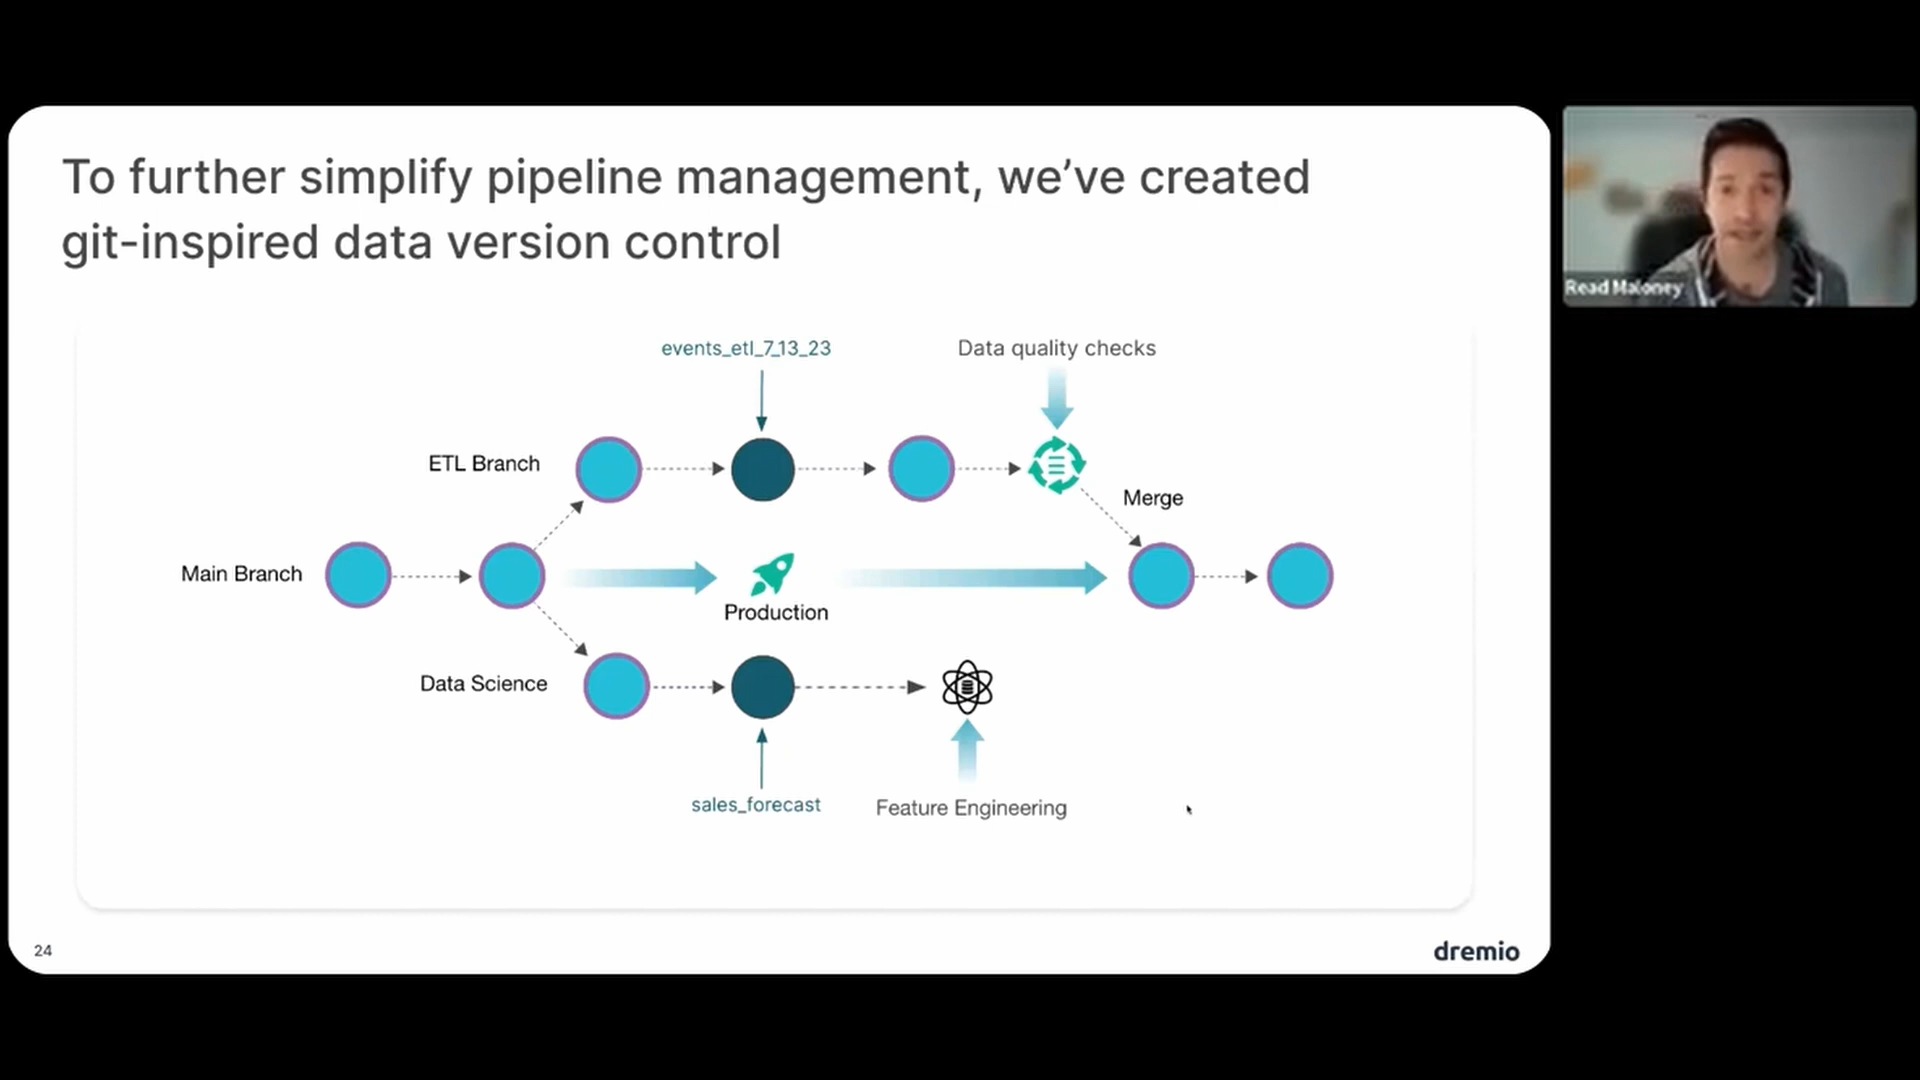 To further simplify pipeline management, we've created
git-inspired data version control
Read Maloney
events_etl_7_13_23
Data quality checks
ETL Branch
Merge
Main Branch
Production
Data Science
sales_forecast
Feature Engineering
24
dremio